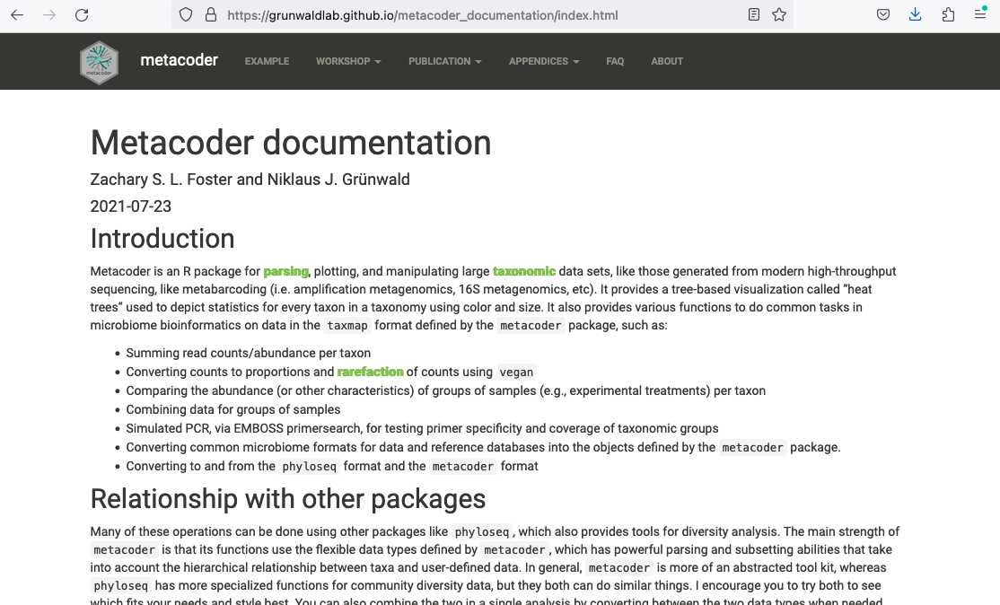 https://grunwaldlab.github.io/metacoder_documentation/index.html
metacoder
metacoder EXAMPLE WORKSHOP PUBLICATION APPENDICES FAQ ABOUT
Metacoder documentation
Zachary S. L. Foster and Niklaus J. Grünwald
2021-07-23
Introduction
Metacoder is an R package for parsing, plotting, and manipulating large taxonomic data sets, like those generated from modern high-throughput
sequencing, like metabarcoding (i.e. amplification metagenomics, 16S metagenomics, etc). It provides a tree-based visualization called “heat
trees” used to depict statistics for every taxon in a taxonomy using color and size. It also provides various functions to do common tasks in
microbiome bioinformatics on data in the taxmap format defined by the metacoder package, such as:
• Summing read counts/abundance per taxon
• Converting counts to proportions and rarefaction of counts using vegan
• Comparing the abundance (or other characteristics) of groups of samples (e.g., experimental treatments) per taxon
• Combining data for groups of samples
• Simulated PCR, via EMBOSS primersearch, for testing primer specificity and coverage of taxonomic groups
• Converting common microbiome formats for data and reference databases into the objects defined by the metacoder package.
• Converting to and from the phyloseq format and the metacoder format
Relationship with other packages
Many of these operations can be done using other packages like phyloseq, which also provides tools for diversity analysis. The main strength of
metacoder is that its functions use the flexible data types defined by metacoder, which has powerful parsing and subsetting abilities that take
into account the hierarchical relationship between taxa and user-defined data. In general, metacoder is more of an abstracted tool kit, whereas
phyloseq has more specialized functions for community diversity data, but they both can do similar things. I encourage you to try both to see
which fits your needs and style best. You can also combine the two in a single analysis by converting between the two data types when needed.